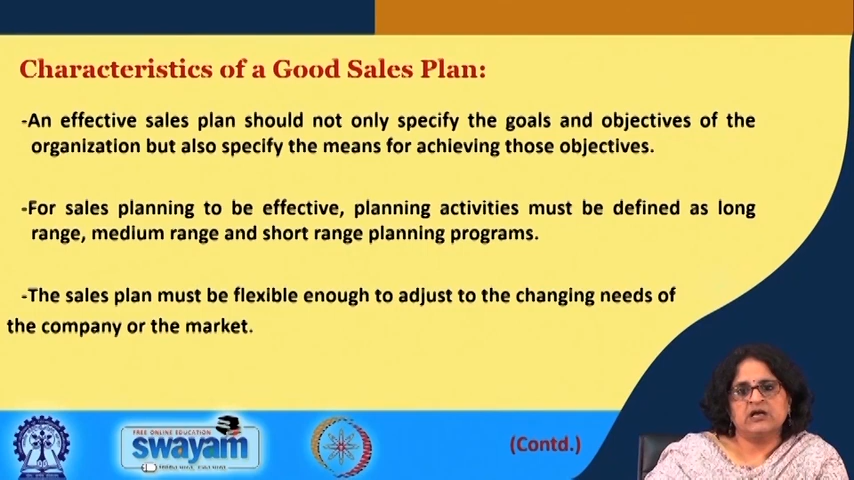 Characteristics of a Good Sales Plan:
-An effective sales plan should not only specify the goals and objectives of the
organization but also specify the means for achieving those objectives.
-For sales planning to be effective, planning activities must be defined as long
range, medium range and short range planning programs.
-The sales plan must be flexible enough to adjust to the changing needs of
the company or the market.
FREE ONLINE EDUCATION
swayam
(Contd.)